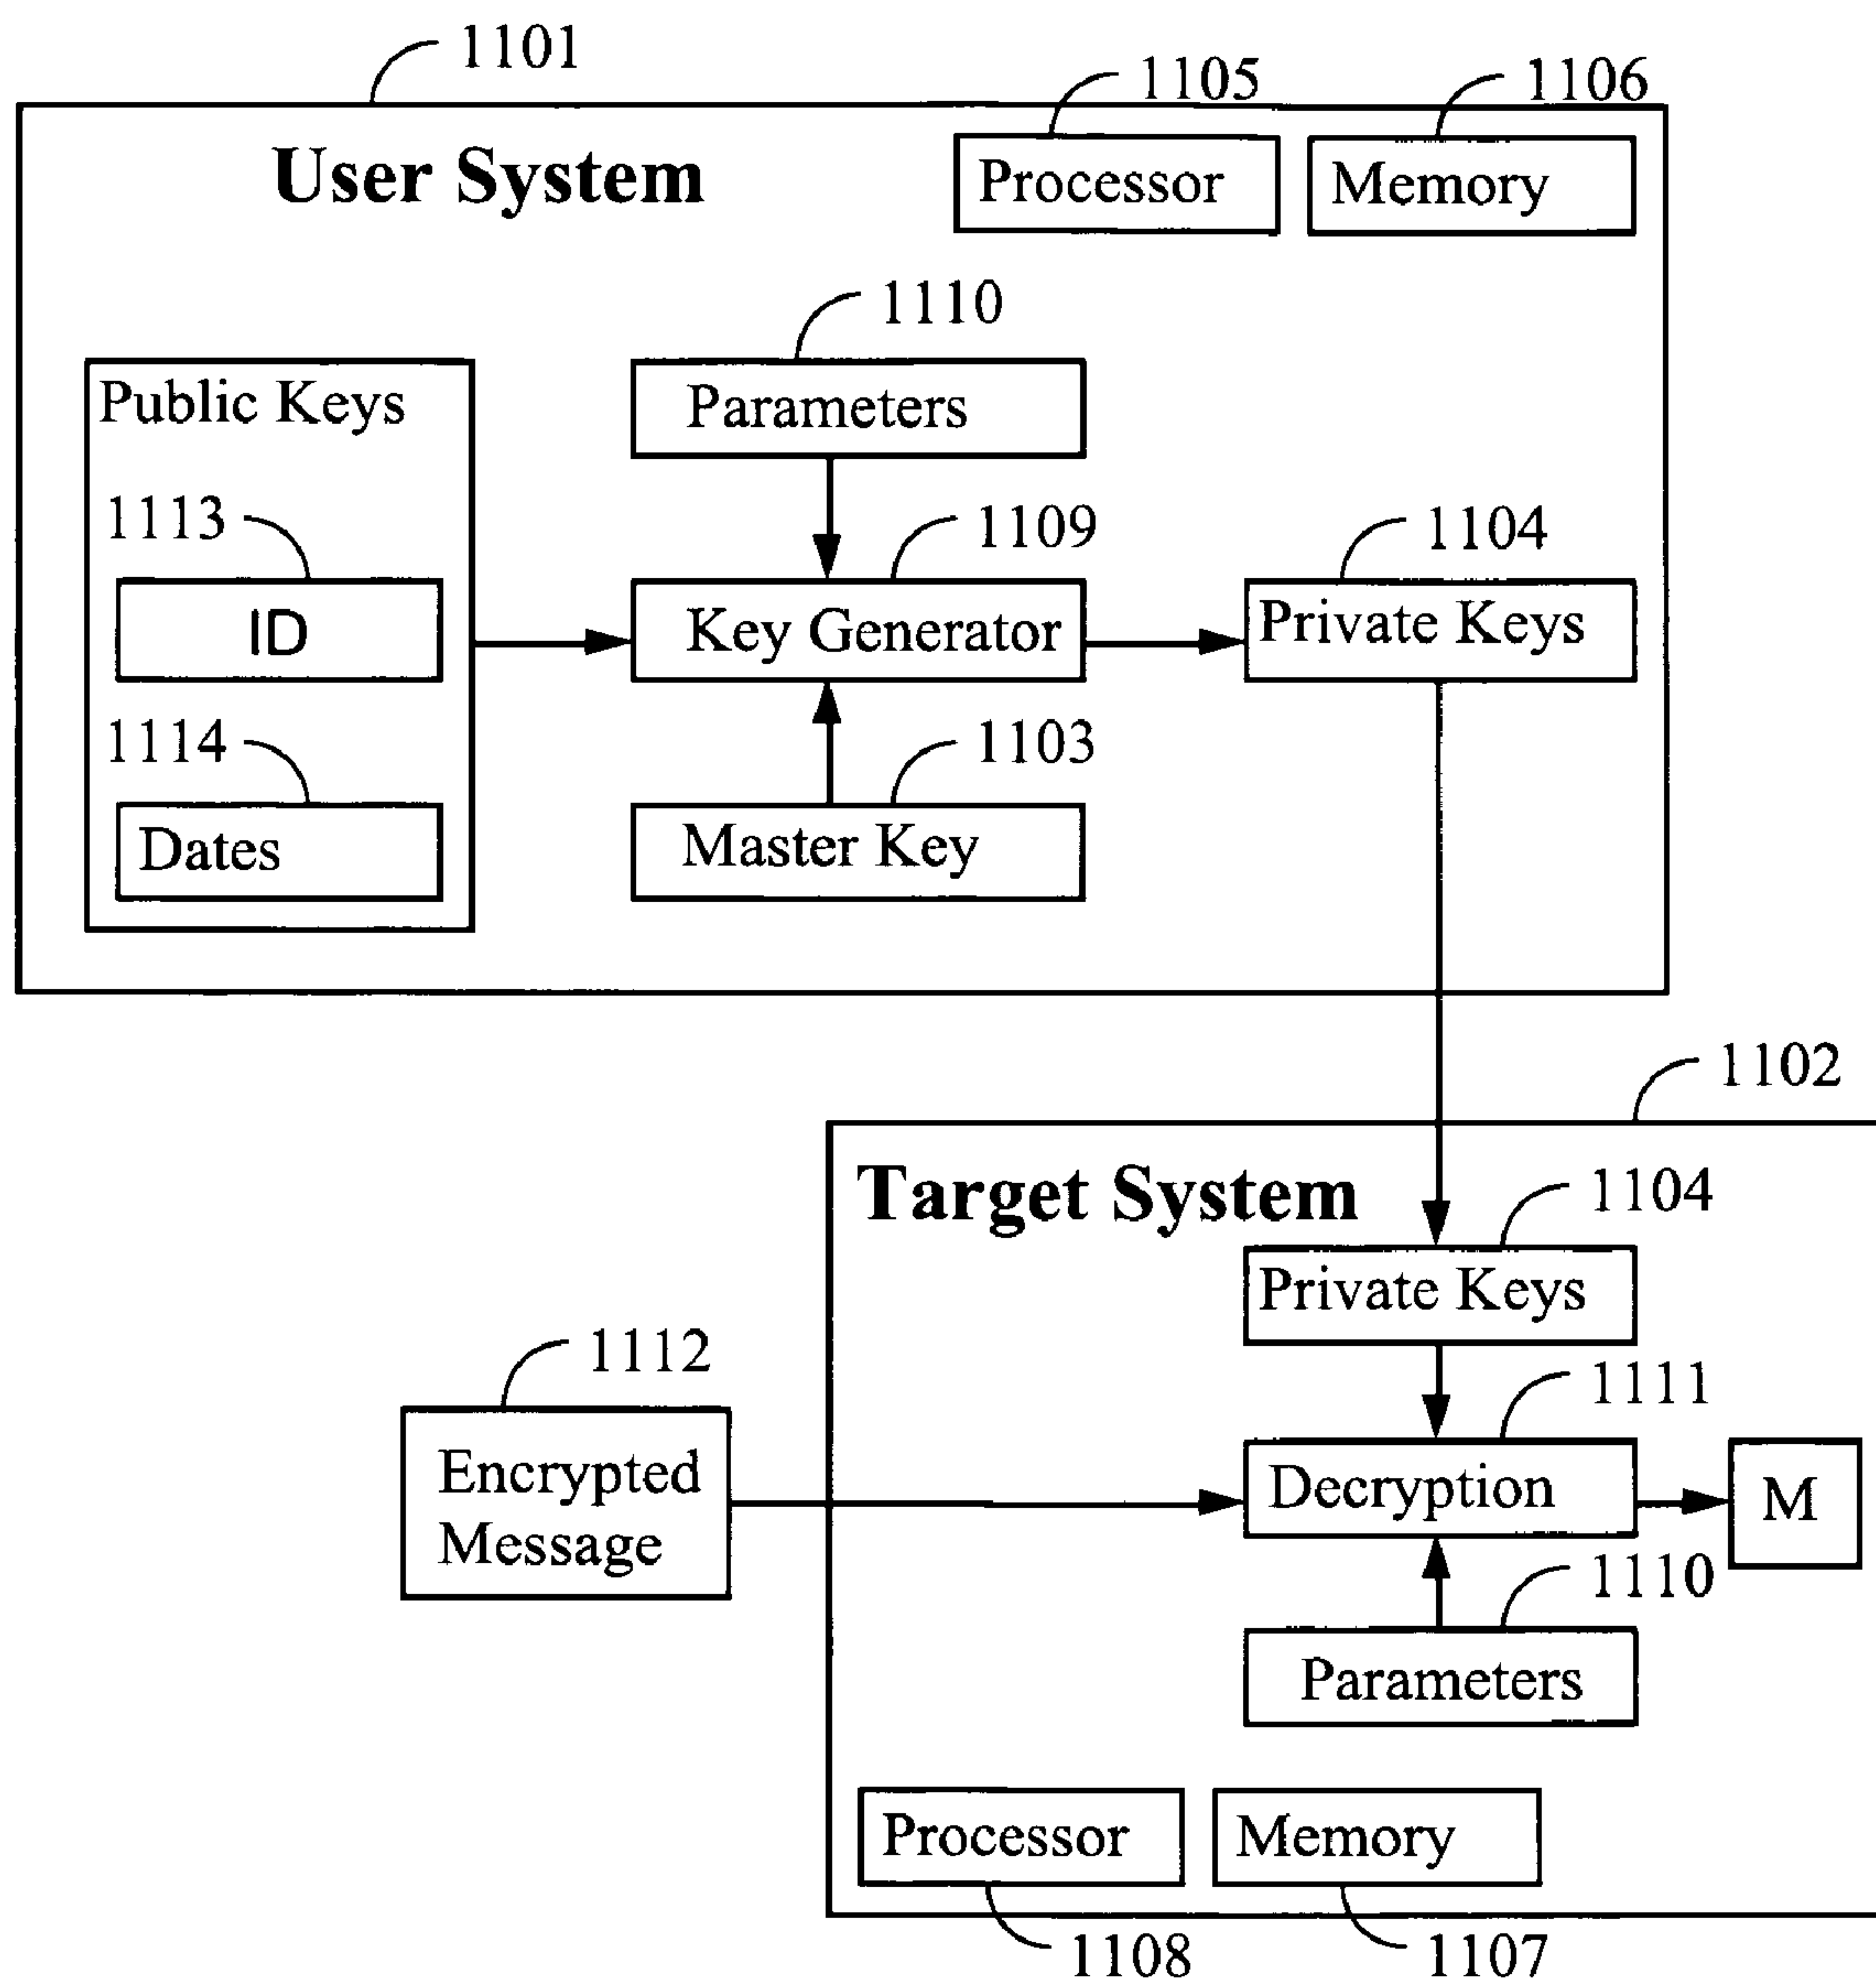 1101
1105
1106
User System
Processor
Memory
1110
Public Keys
Parameters
1113
1109
1104
ID
Key Generator
Private Keys
1114
1103
Dates
Master Key
1102
Target System
1104
Private Keys
1112
1111
Encrypted
Message
Decryption
M
1110
Parameters
Processor
Memory
1108
1107